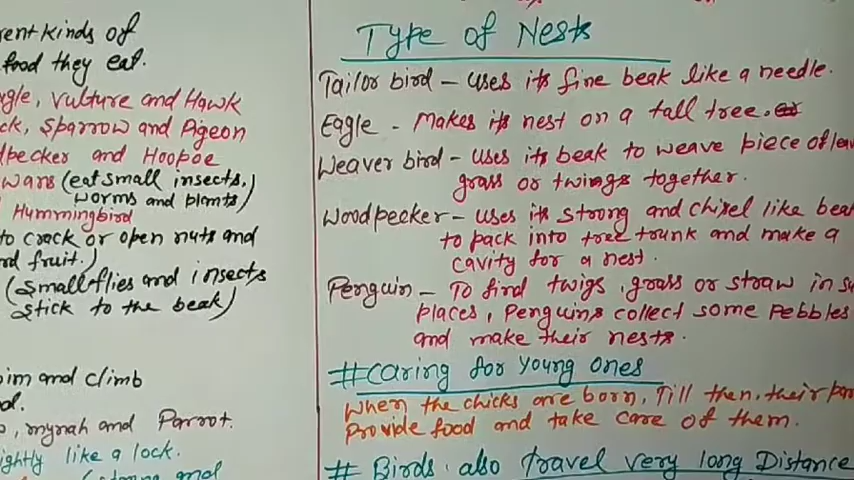 rent kinds of
food they eat.
gle, Vulture and Hawk
ck, Sparrow and Pigeon
pecker and Hoopoe
wans (eat small insects,
worms and plants)
Hummingbird
to crack or open nuts and
rd fruit.)
(small flies and insects
stick to the beak)
im and climb
, mynah and Parrot.
ightly like a lock.
Type of Nests
Tailor bird - uses its fine beak like a needle.
Eagle - Makes its nest on a tall tree.
Weaver bird - uses its beak to weave piece of lea
grass or twings together.
Woodpecker - uses its strong and chisel like bea
to pack into tree trunk and make a
cavity for a nest.
Penguin - To find twigs, grass or straw in su
places, Penguins collect some Pebbles
and make their nests.
# Caring for Young Ones
When the chicks are born, Till then, their par
Provide food and take care of them.
# Birds also travel very long Distance